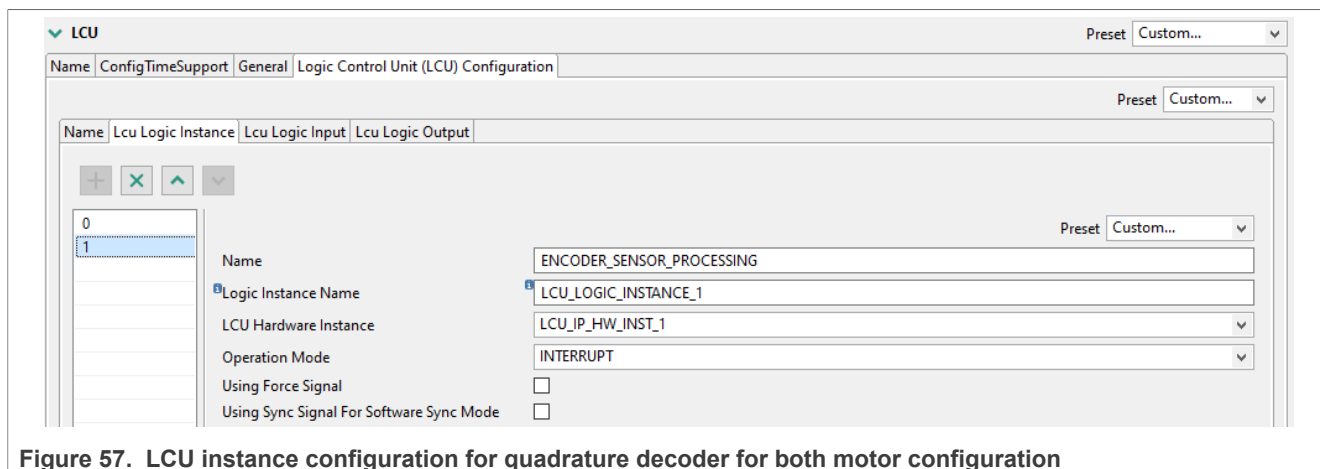 LCU Preset Custom...
Name ConfigTimeSupport General Logic Control Unit (LCU) Configuration
Preset Custom...
Name Lcu Logic Instance Lcu Logic Input Lcu Logic Output
0
Preset Custom...
1
Name ENCODER_SENSOR_PROCESSING
Logic Instance Name LCU_LOGIC_INSTANCE_1
LCU Hardware Instance LCU_IP_HW_INST_1
Operation Mode INTERRUPT
Using Force Signal
Using Sync Signal For Software Sync Mode
Figure 57. LCU instance configuration for quadrature decoder for both motor configuration